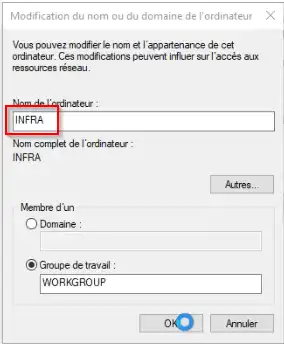 Modification du nom ou du domaine de l'ordinateur
Vous pouvez modifier le nom et l'appartenance de cet
ordinateur. Ces modifications peuvent influer sur l'accès aux
ressources réseau.
Nom de l'ordinateur :
INFRA
Nom complet de l'ordinateur :
INFRA
Autres...
Membre d'un
Domaine :
Groupe de travail :
WORKGROUP
OK
Annuler